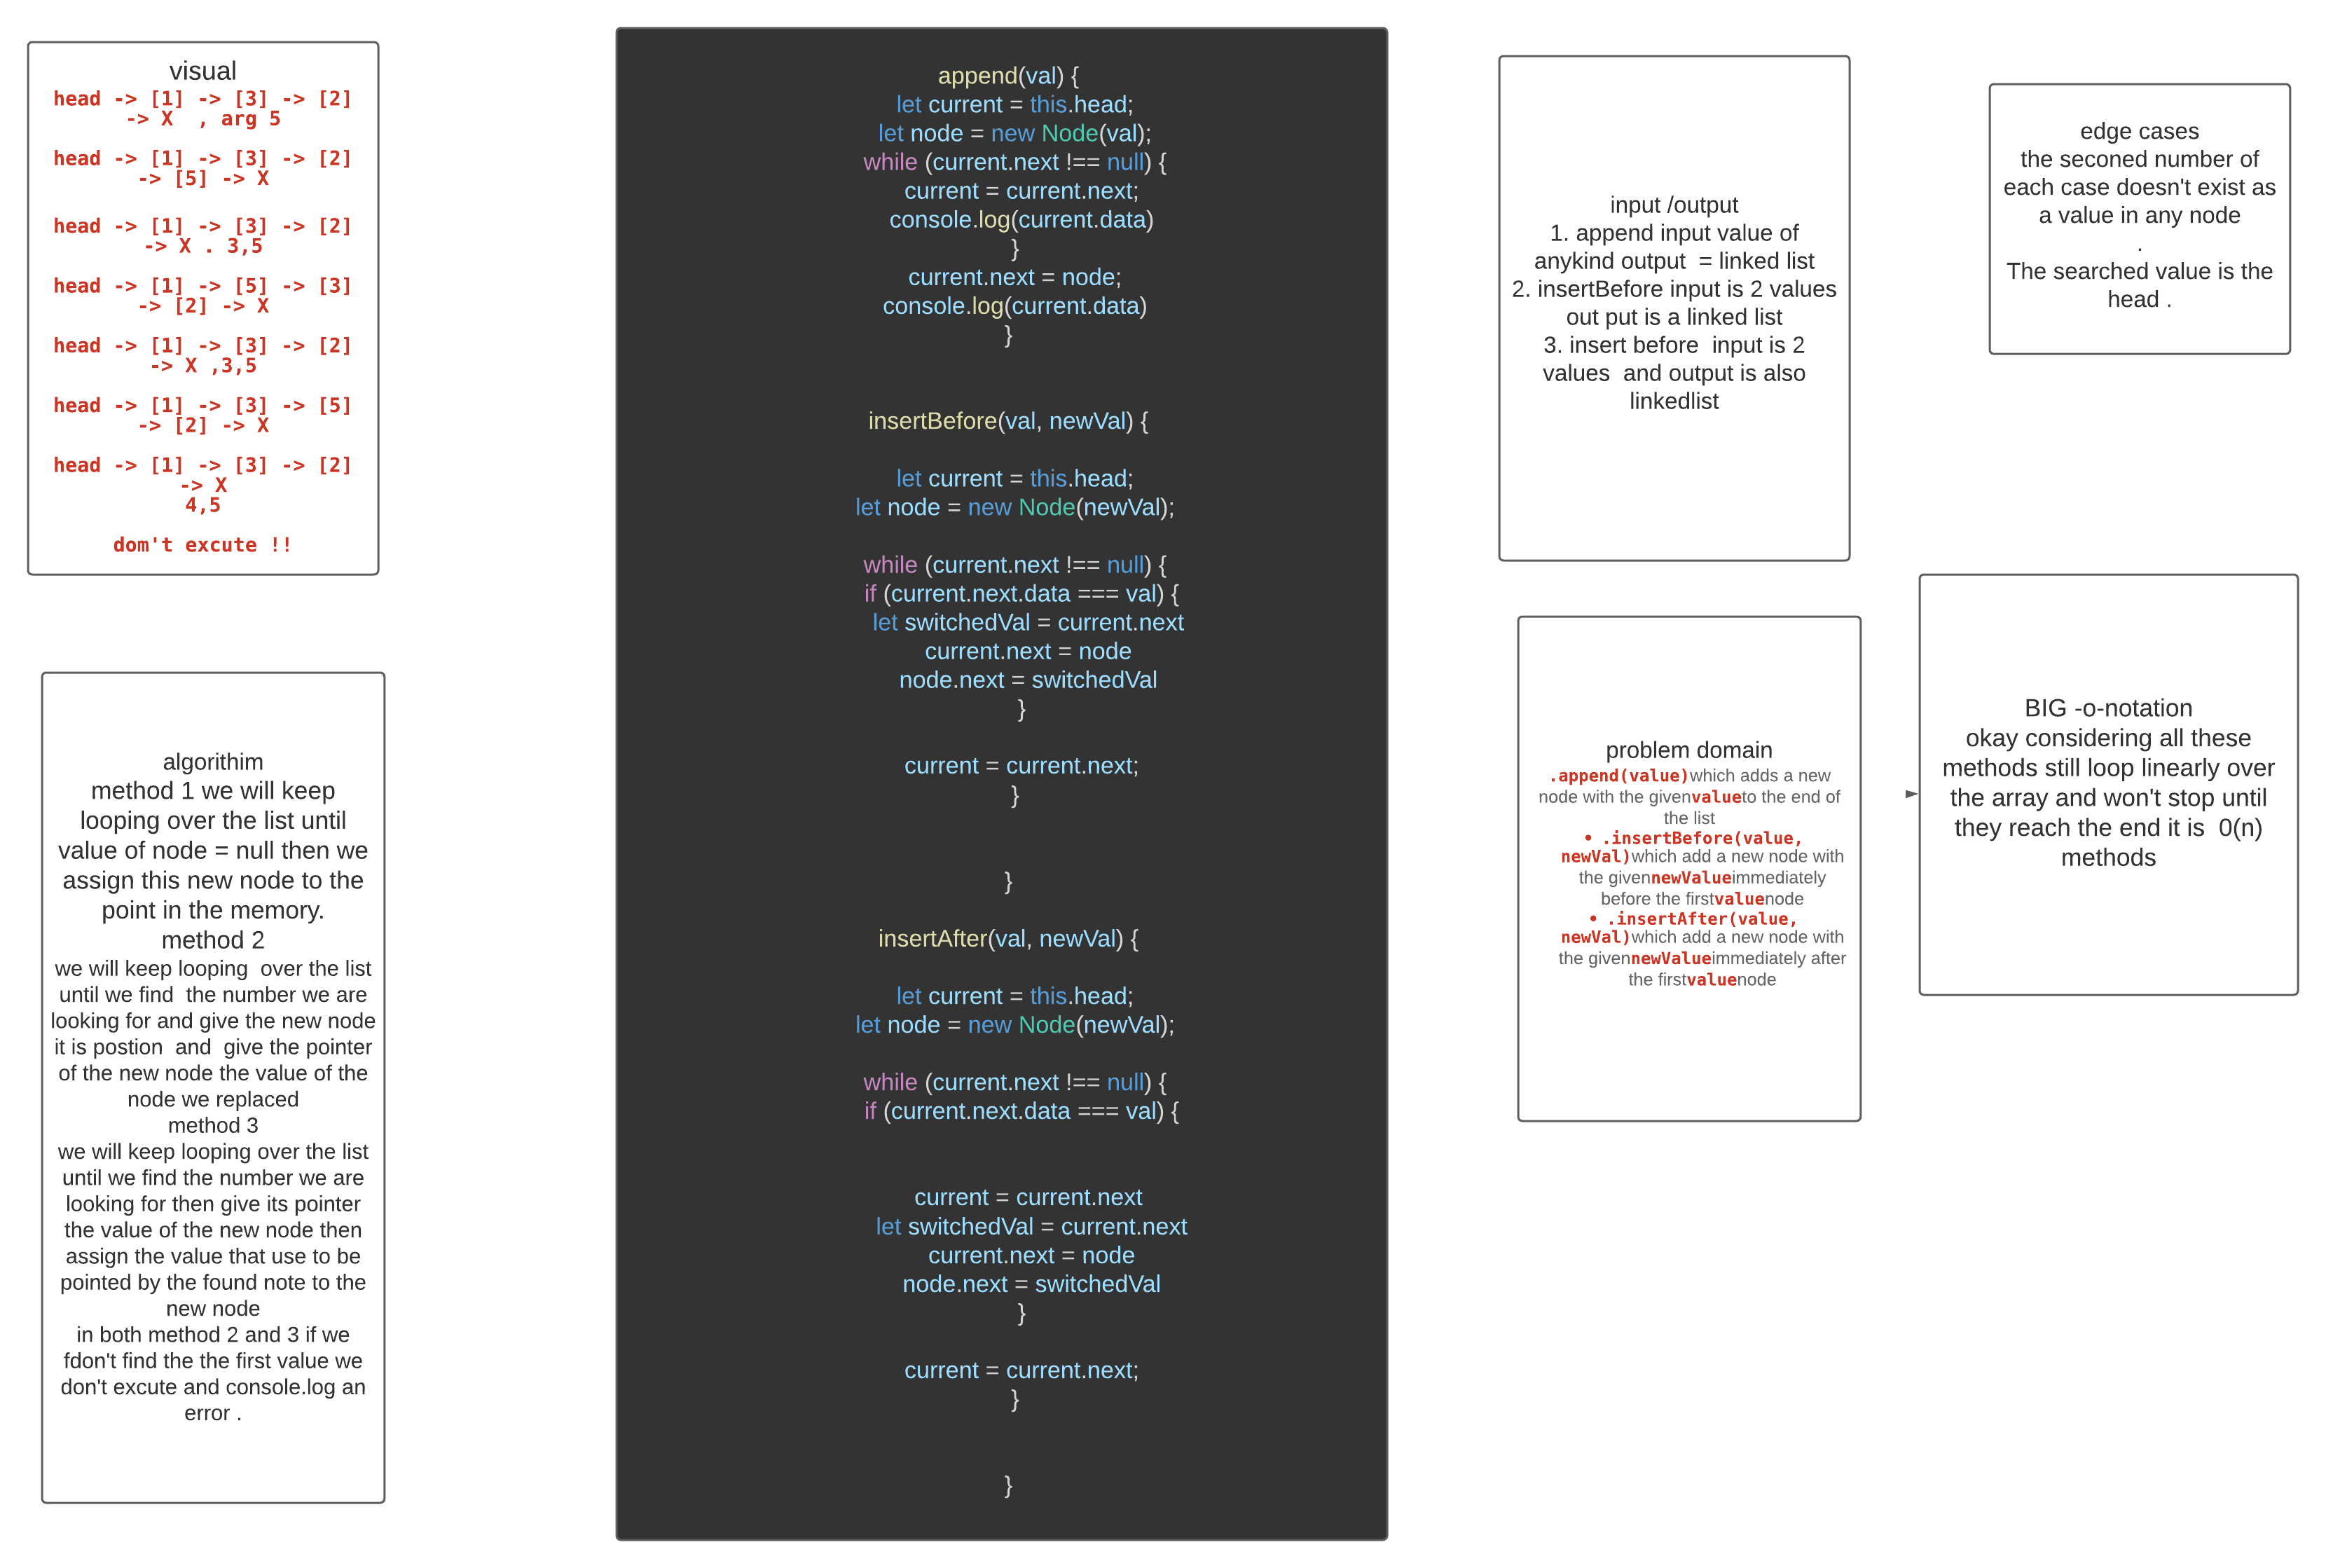 visual
head -> [1] -> [3] -> [2]
-> X  , arg 5
head -> [1] -> [3] -> [2]
-> [5] -> X
head -> [1] -> [3] -> [2]
-> X . 3,5
head -> [1] -> [5] -> [3]
-> [2] -> X
head -> [1] -> [3] -> [2]
-> X ,3,5
head -> [1] -> [3] -> [5]
-> [2] -> X
head -> [1] -> [3] -> [2]
-> X
4,5
dom't excute !!
algorithim
method 1 we will keep
looping over the list until
value of node = null then we
assign this new node to the
point in the memory.
method 2
we will keep looping  over the list
until we find  the number we are
looking for and give the new node
it is postion  and  give the pointer
of the new node the value of the
node we replaced
method 3
we will keep looping over the list
until we find the number we are
looking for then give its pointer
the value of the new node then
assign the value that use to be
pointed by the found note to the
new node
in both method 2 and 3 if we
fdon't find the the first value we
don't excute and console.log an
error .
append(val) {
let current = this.head;
let node = new Node(val);
while (current.next !== null) {
current = current.next;
console.log(current.data)
}
current.next = node;
console.log(current.data)
}
insertBefore(val, newVal) {
let current = this.head;
let node = new Node(newVal);
while (current.next !== null) {
if (current.next.data === val) {
let switchedVal = current.next
current.next = node
node.next = switchedVal
}
current = current.next;
}
}
insertAfter(val, newVal) {
let current = this.head;
let node = new Node(newVal);
while (current.next !== null) {
if (current.next.data === val) {
current = current.next
let switchedVal = current.next
current.next = node
node.next = switchedVal
}
current = current.next;
}
}
input /output
1. append input value of
anykind output  = linked list
2. insertBefore input is 2 values
out put is a linked list
3. insert before  input is 2
values  and output is also
linkedlist
edge cases
the seconed number of
each case doesn't exist as
a value in any node
.
The searched value is the
head .
problem domain
.append(value)which adds a new
node with the givenvalueto the end of
the list
• .insertBefore(value,
newVal)which add a new node with
the givennewValueimmediately
before the firstvaluenode
• .insertAfter(value,
newVal)which add a new node with
the givennewValueimmediately after
the firstvaluenode
BIG -o-notation
okay considering all these
methods still loop linearly over
the array and won't stop until
they reach the end it is  0(n)
methods